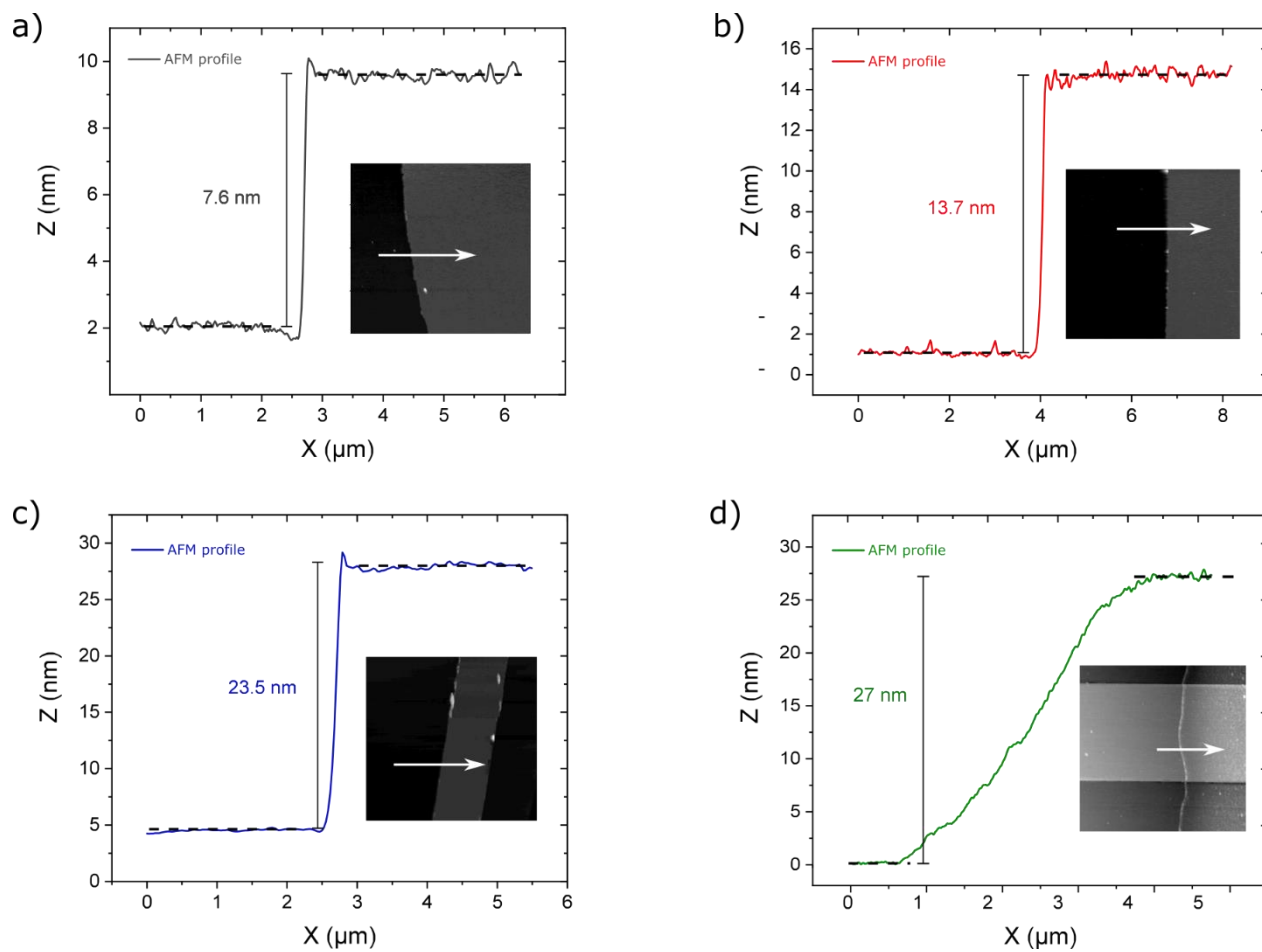 a)
AFM profile
10
8
6
4
2
Z (nm)
7.6 nm
0 1 2 3 4 5 6
X (μm)
b)
AFM profile
16
14
12
10
8
6
4
2
0
Z (nm)
13.7 nm
-
-
0 2 4 6 8
X (μm)
c)
AFM profile
30
25
20
15
10
5
0
Z (nm)
23.5 nm
0 1 2 3 4 5 6
X (μm)
d)
AFM profile
30
25
20
15
10
5
0
Z (nm)
27 nm
0 1 2 3 4 5
X (μm)